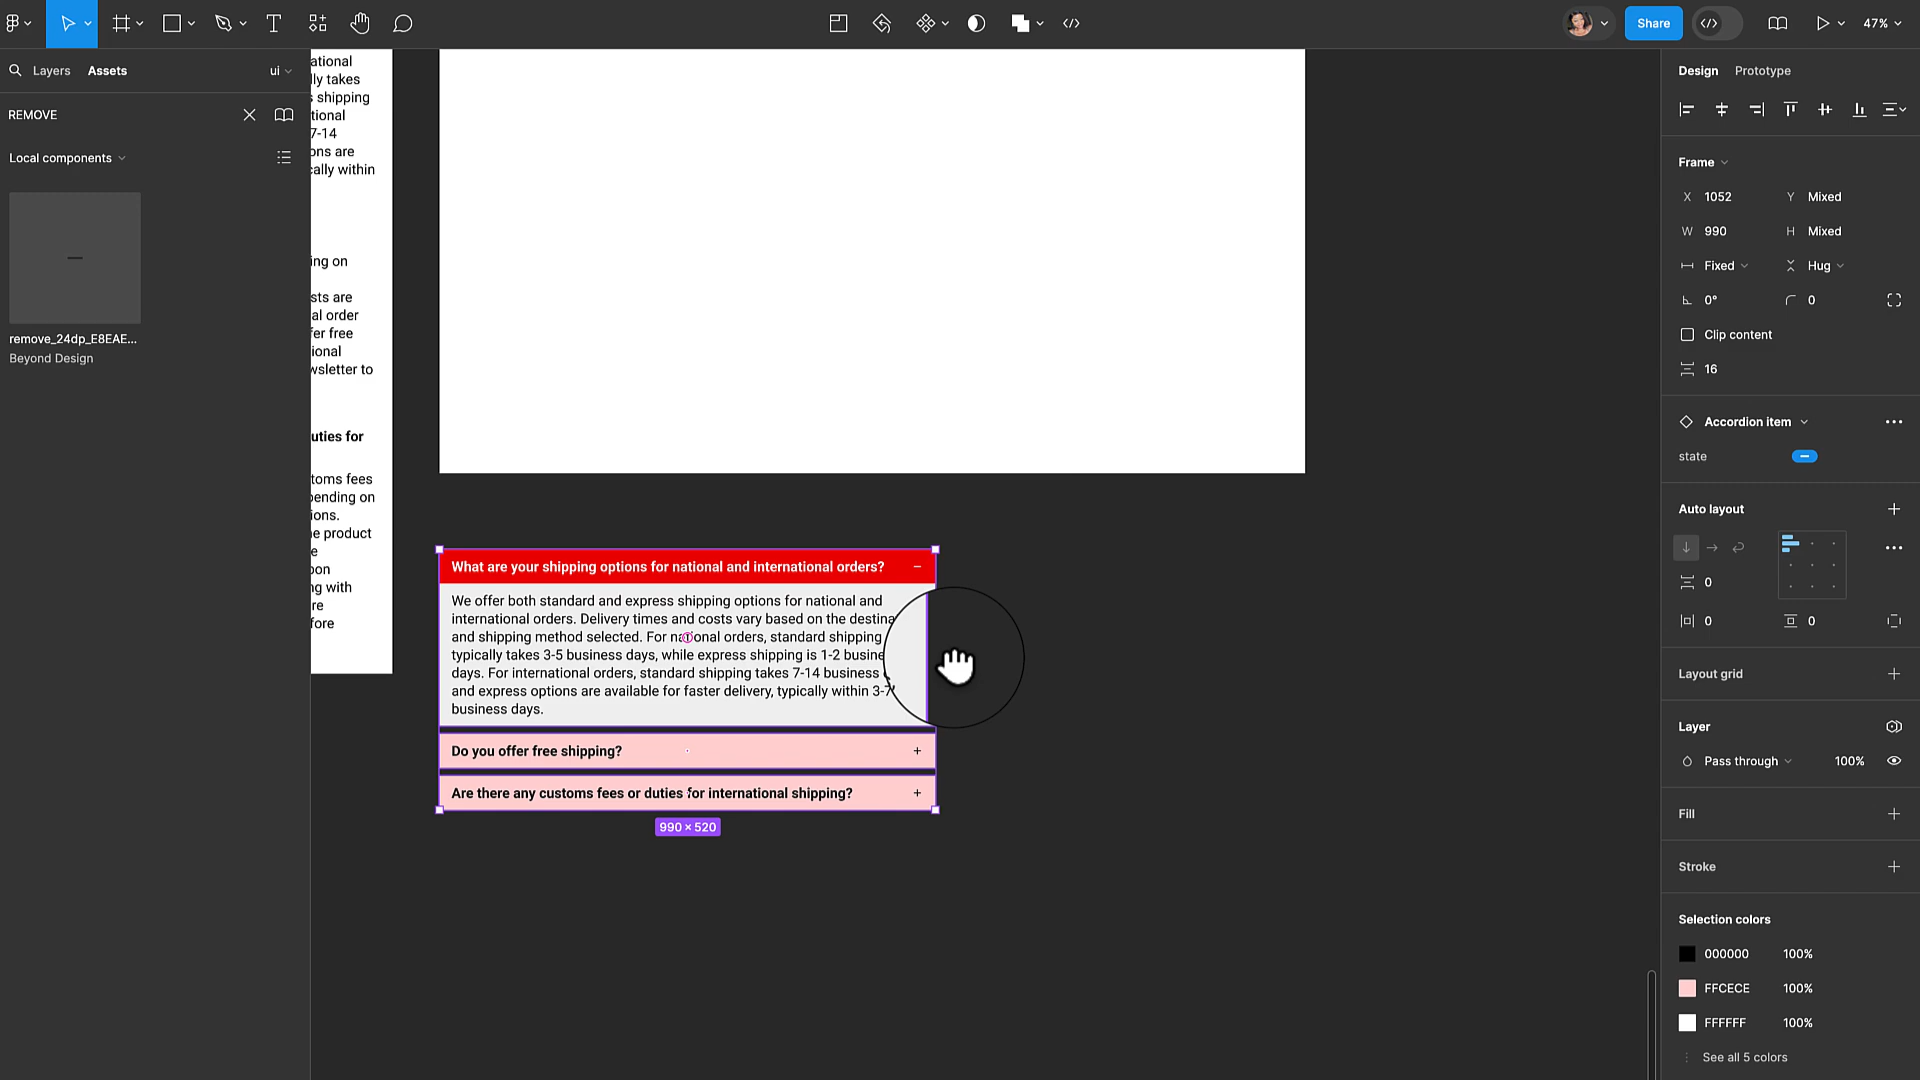 Share
47%
Layers
Assets
ui
REMOVE
Local components
remove_24dp_E8EAE...
Beyond Design
ational
lly takes
s shipping
tional
7-14
ons are
cally within
ing on
sts are
al order
fer free
ional
wsletter to
uties for
toms fees
pending on
ions.
ne product
e
oon
ng with
re
fore
What are your shipping options for national and international orders?
We offer both standard and express shipping options for national and
international orders. Delivery times and costs vary based on the destina
and shipping method selected. For national orders, standard shipping
typically takes 3-5 business days, while express shipping is 1-2 busine
days. For international orders, standard shipping takes 7-14 business
and express options are available for faster delivery, typically within 3-7
business days.
Do you offer free shipping?
Are there any customs fees or duties for international shipping?
990 × 520
Design
Prototype
Frame
X 1052 Y Mixed
W 990 H Mixed
Fixed Hug
0° 0
Clip content
16
Accordion item
state
Auto layout
0
0 0
Layout grid
Layer
Pass through 100%
Fill
Stroke
Selection colors
000000 100%
FFCECE 100%
FFFFFF 100%
See all 5 colors